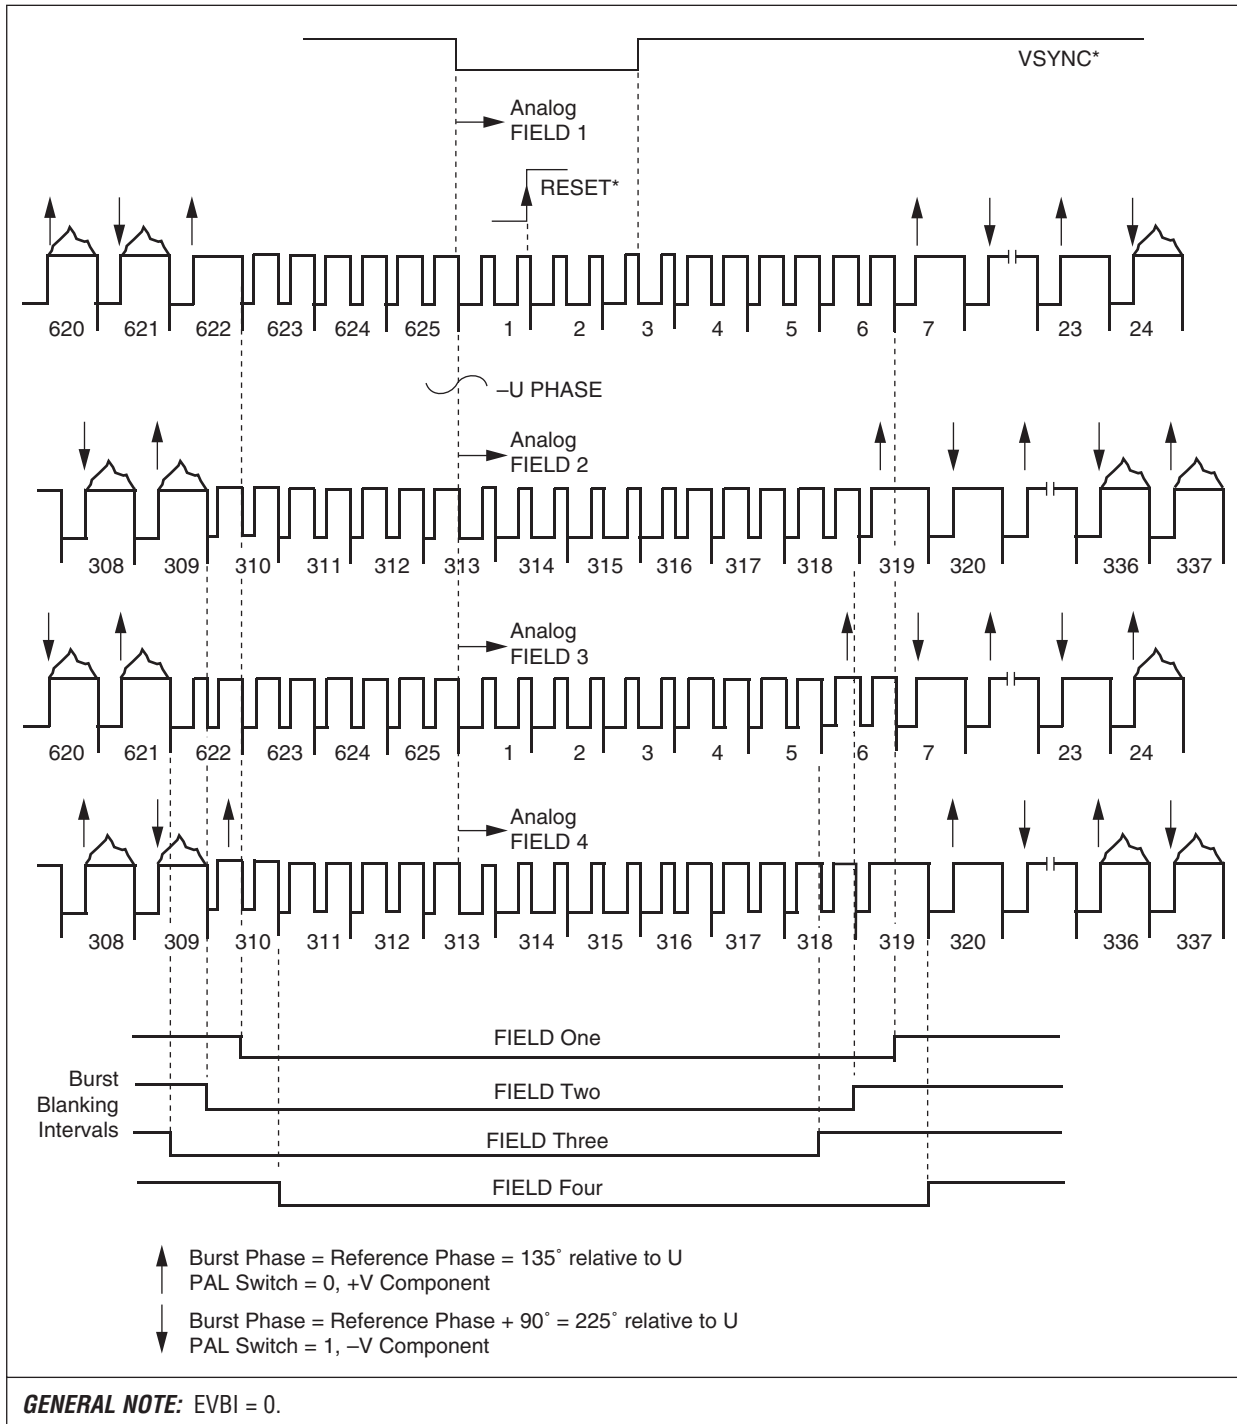 VSYNC*
Analog
FIELD 1
RESET*
620 621 622 623 624 625 1 2 3 4 5 6 7 23 24
–U PHASE
Analog
FIELD 2
308 309 310 311 312 313 314 315 316 317 318 319 320 336 337
Analog
FIELD 3
620 621 622 623 624 625 1 2 3 4 5 6 7 23 24
Analog
FIELD 4
308 309 310 311 312 313 314 315 316 317 318 319 320 336 337
Burst
Blanking
Intervals
FIELD One
FIELD Two
FIELD Three
FIELD Four
Burst Phase = Reference Phase = 135˚ relative to U
PAL Switch = 0, +V Component
Burst Phase = Reference Phase + 90˚ = 225˚ relative to U
PAL Switch = 1, –V Component
GENERAL NOTE: EVBI = 0.